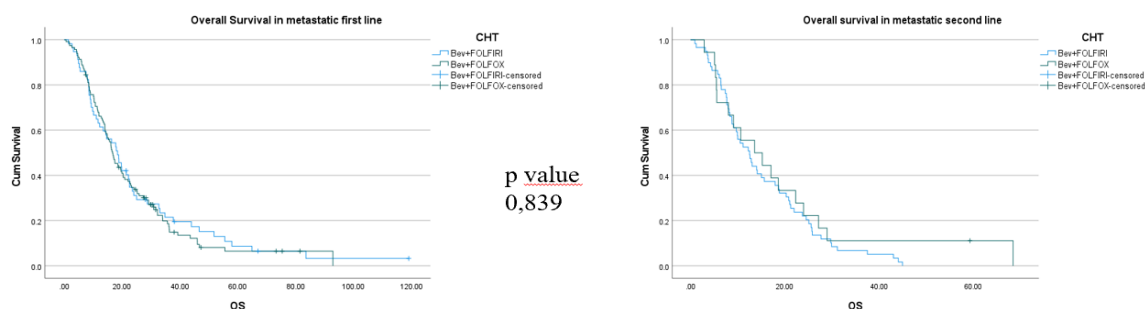 Overall Survival in metastatic first line
CHT
Bev+FOLFIRI
Bev+FOLFOX
Bev+FOLFIRI-censored
Bev+FOLFOX-censored
Cum Survival
1.0
0.8
0.6
0.4
0.2
0.0
.00
20.00
40.00
60.00
80.00
100.00
120.00
OS
p value
0,839
Overall survival in metastatic second line
CHT
Bev+FOLFIRI
Bev+FOLFOX
Bev+FOLFIRI-censored
Bev+FOLFOX-censored
Cum Survival
1.0
0.8
0.6
0.4
0.2
0.0
.00
20.00
40.00
60.00
OS